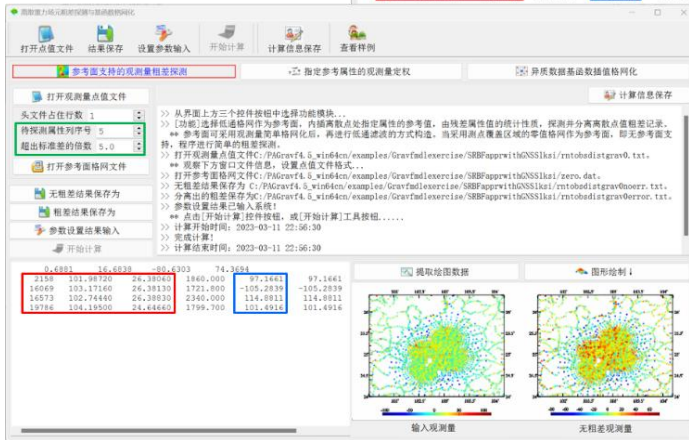 局部重力场元粗差探测与基函数网格化
打开点值文件 结果保存 设置参数输入 开始计算 计算信息保存 查看样例
参考面支持的观测量粗差探测 指定参考属性的观测量定权 异质数据基函数插值格网化
打开观测量点值文件 计算信息保存
头文件占住行数 1
待探测属性列序号 5
超出标准差的倍数 5.0
打开参考面格网文件
无粗差结果保存为
粗差结果保存为
参数设置结果输入
开始计算
>> 从界面上方三个控件按钮中选择功能模块...
>> [功能]选择低通格网作为参考面，内插离散点处指定属性的参考值，由残差属性值的统计性质，探测并分离离散点值粗差记录。
** 参考面可采用观测量简单格网化后，再进行低通滤波的方式构造。当采用测点覆盖区域的零值格网作为参考面，即无参考面支持，程序进行简单的粗差探测。
>> 打开观测量点值文件C:/PAGravf4.5_win64cn/examples/Gravfmdlexercise/SRBFapprwithGNSSlksi/rntobsdistgrav0.txt。
** 观察下方窗口文件信息，设置点值文件格式...
>> 打开参考面格网文件C:/PAGravf4.5_win64cn/examples/Gravfmdlexercise/SRBFapprwithGNSSlksi/zero.dat。
>> 无粗差结果保存为 C:/PAGravf4.5_win64cn/examples/Gravfmdlexercise/SRBFapprwithGNSSlksi/rntobsdistgrav0noerr.txt。
>> 分离出的粗差保存为C:/PAGravf4.5_win64cn/examples/Gravfmdlexercise/SRBFapprwithGNSSlksi/rntobsdistgrav0error.txt。
>> 参数设置结果已输入系统！
** 点击[开始计算]控件按钮，或[开始计算]工具按钮......
>> 计算开始时间：2023-03-11 22:56:30
>> 完成计算！
>> 计算结束时间：2023-03-11 22:56:30
0.6881 16.6838 -80.6303 74.3694
2158 101.98720 26.38060 1860.000 97.1661 97.1661
16069 103.17160 26.38130 1721.800 -105.2839 -105.2839
16573 102.74440 26.38830 2340.000 114.8811 114.8811
19786 104.19500 24.64660 1799.700 101.4916 101.4916
提取绘图数据 图形绘制↓
输入观测量 无粗差观测量